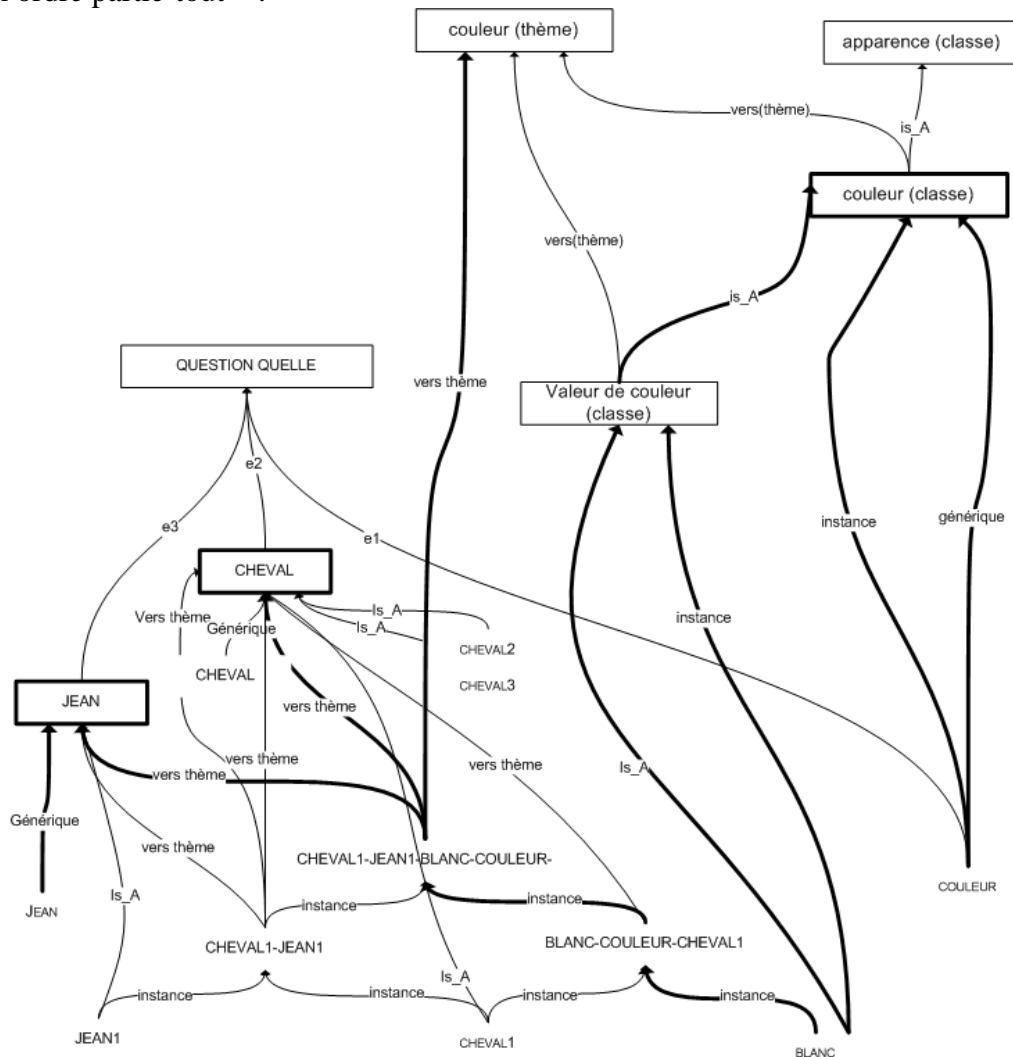 l'ordre partie-tout
couleur (thème)
apparence (classe)
vers(thème)
is_A
couleur (classe)
vers(thème)
is_A
QUESTION QUELLE
vers thème
Valeur de couleur
(classe)
e2
e3
e1
instance
générique
CHEVAL
Vers thème
Is_A
Générique
Is_A
instance
CHEVAL
CHEVAL2
CHEVAL3
JEAN
vers thème
vers thème
vers thème
vers thème
Is_A
Générique
vers thème
CHEVAL1-JEAN1-BLANC-COULEUR-
COULEUR
JEAN
Is_A
instance
instance
CHEVAL1-JEAN1
BLANC-COULEUR-CHEVAL1
Is_A
instance
instance
instance
instance
JEAN1
CHEVAL1
BLANC